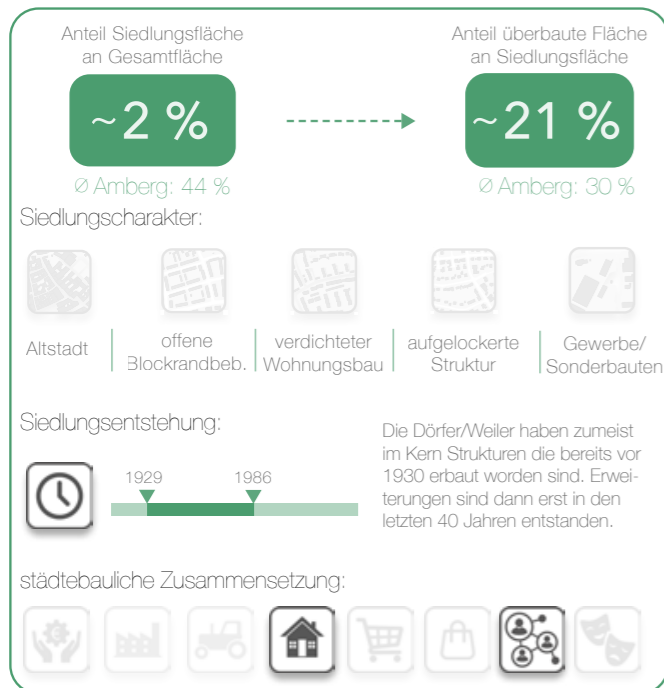 Anteil Siedlungsfläche
an Gesamtfläche
Anteil überbaute Fläche
an Siedlungsfläche
~2 %
~21 %
Ø Amberg: 44 %
Ø Amberg: 30 %
Siedlungscharakter:
Altstadt
offene
Blockrandbeb.
verdichteter
Wohnungsbau
aufgelockerte
Struktur
Gewerbe/
Sonderbauten
Siedlungsentstehung:
1929
1986
Die Dörfer/Weiler haben zumeist
im Kern Strukturen die bereits vor
1930 erbaut worden sind. Erwei-
terungen sind dann erst in den
letzten 40 Jahren entstanden.
städtebauliche Zusammensetzung: